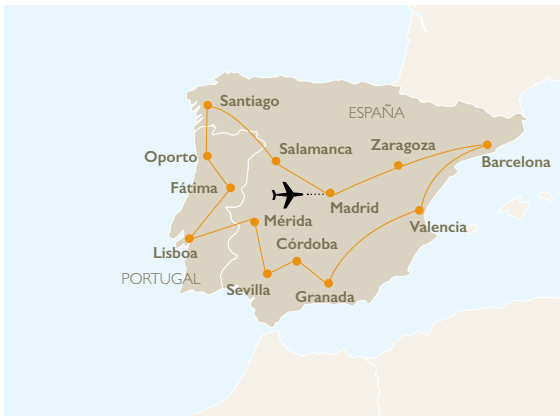 Santiago
ESPAÑA
Salamanca
Zaragoza
Oporto
Barcelona
Fátima
Madrid
Mérida
Valencia
Lisboa
Córdoba
PORTUGAL
Sevilla
Granada